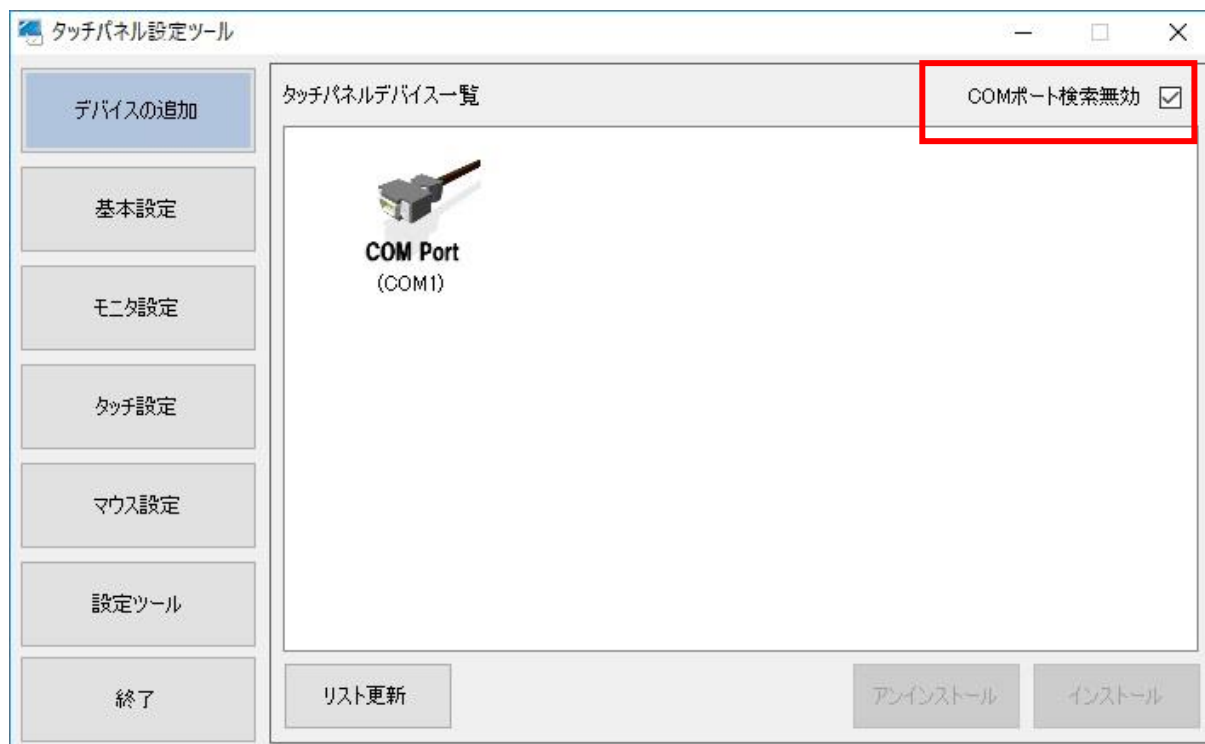 タッチパネル設定ツール
デバイスの追加
基本設定
モニタ設定
タッチ設定
マウス設定
設定ツール
終了
タッチパネルデバイス一覧
COMポート検索無効
COM Port
(COM1)
リスト更新
アンインストール
インストール